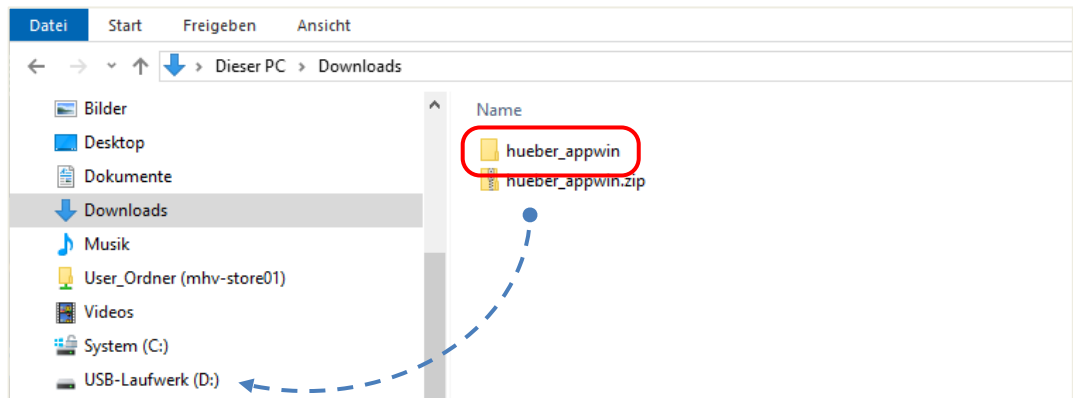 Datei Start Freigeben Ansicht
Dieser PC > Downloads
Bilder
Desktop
Dokumente
Downloads
Musik
User_Ordner (mhv-store01)
Videos
System (C:)
USB-Laufwerk (D:)
Name
hueber_appwin
hueber_appwin.zip